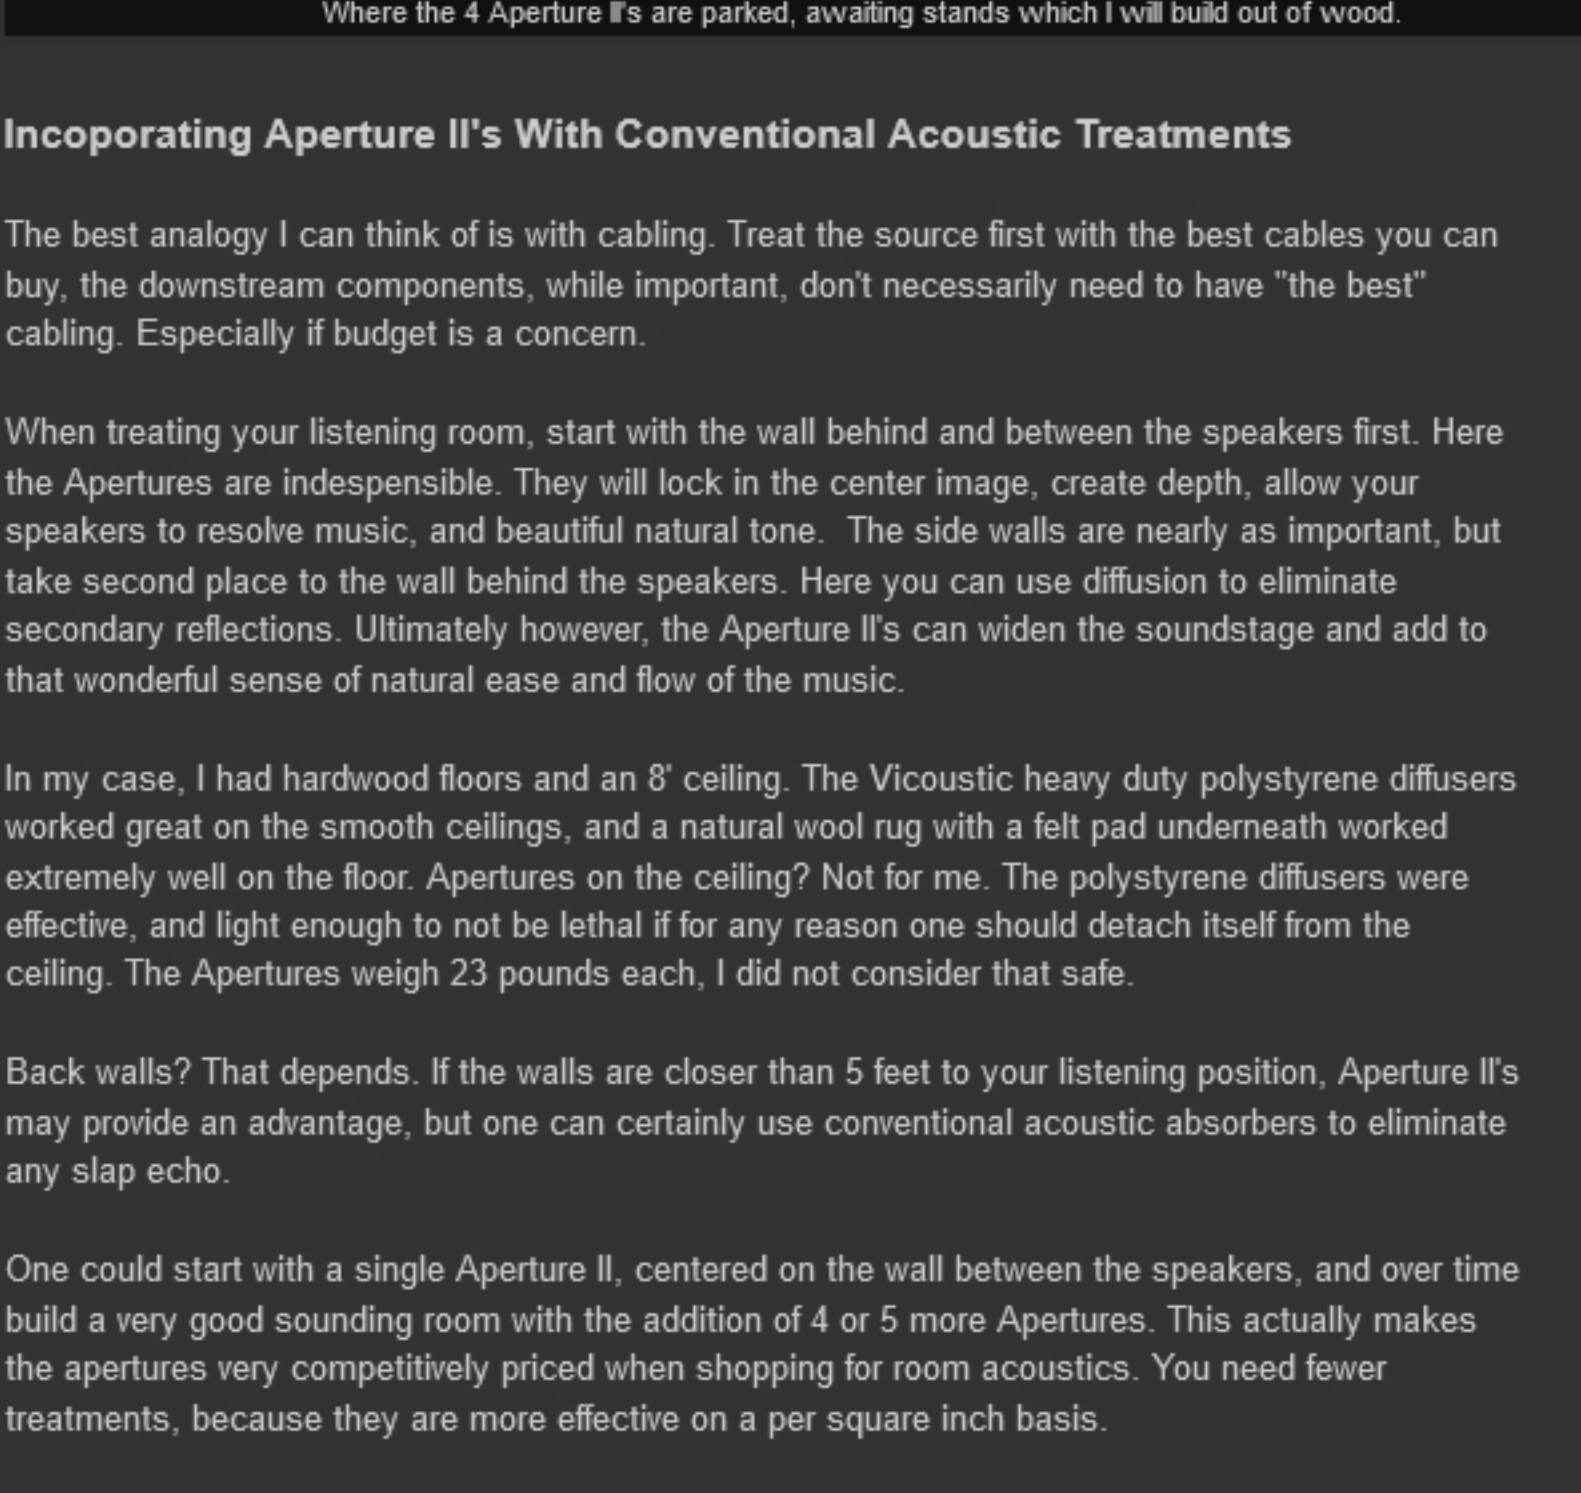 Where the 4 Aperture II's are parked, awaiting stands which I will build out of wood.
Incoporating Aperture II's With Conventional Acoustic Treatments
The best analogy I can think of is with cabling. Treat the source first with the best cables you can
buy, the downstream components, while important, don't necessarily need to have "the best"
cabling. Especially if budget is a concern.
When treating your listening room, start with the wall behind and between the speakers first. Here
the Apertures are indespensible. They will lock in the center image, create depth, allow your
speakers to resolve music, and beautiful natural tone.  The side walls are nearly as important, but
take second place to the wall behind the speakers. Here you can use diffusion to eliminate
secondary reflections. Ultimately however, the Aperture II's can widen the soundstage and add to
that wonderful sense of natural ease and flow of the music.
In my case, I had hardwood floors and an 8' ceiling. The Vicoustic heavy duty polystyrene diffusers
worked great on the smooth ceilings, and a natural wool rug with a felt pad underneath worked
extremely well on the floor. Apertures on the ceiling? Not for me. The polystyrene diffusers were
effective, and light enough to not be lethal if for any reason one should detach itself from the
ceiling. The Apertures weigh 23 pounds each, I did not consider that safe.
Back walls? That depends. If the walls are closer than 5 feet to your listening position, Aperture II's
may provide an advantage, but one can certainly use conventional acoustic absorbers to eliminate
any slap echo.
One could start with a single Aperture II, centered on the wall between the speakers, and over time
build a very good sounding room with the addition of 4 or 5 more Apertures. This actually makes
the apertures very competitively priced when shopping for room acoustics. You need fewer
treatments, because they are more effective on a per square inch basis.